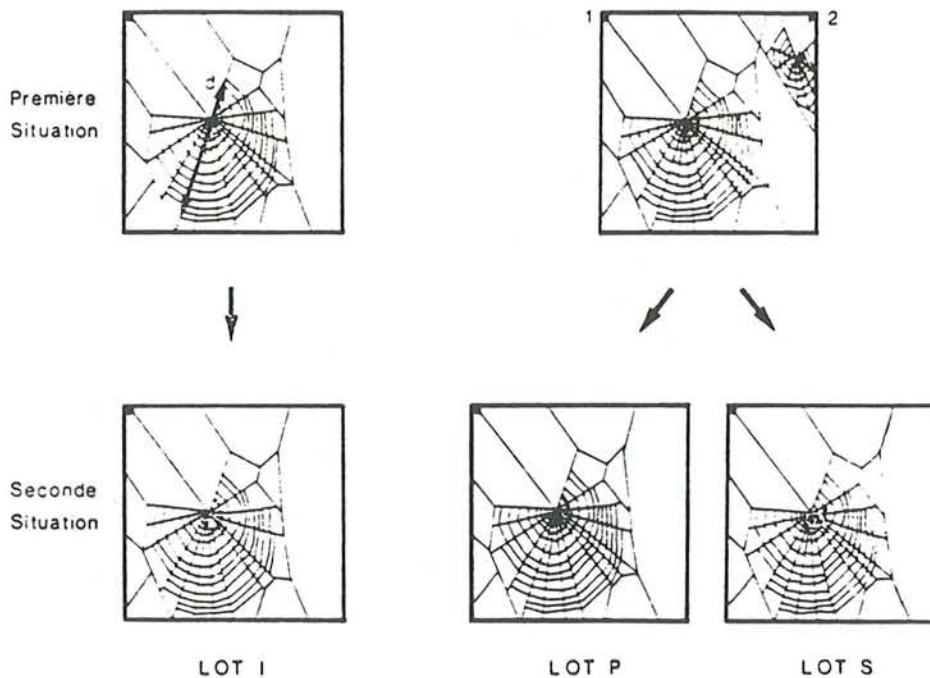 1 2
d
Première
Situation
Seconde
Situation
LOT I LOT P LOT S